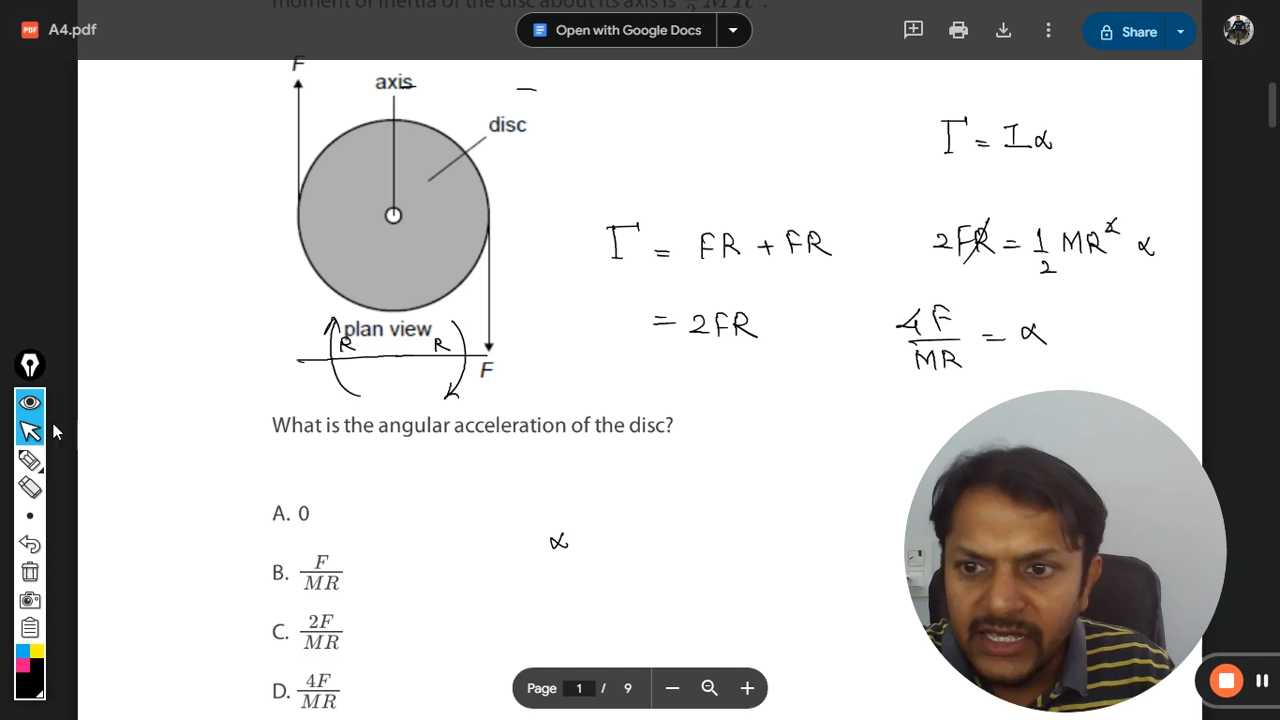 moment of inertia of the disc about its axis is
A4.pdf
Open with Google Docs
Share
F
axis
disc
plan view
R R
F
Γ = Iα
Γ = FR + FR
= 2FR
2FR = 1/2 MR² α
4F/MR = α
What is the angular acceleration of the disc?
A. 0
α
B. F/MR
C. 2F/MR
D. 4F/MR
Page 1 / 9